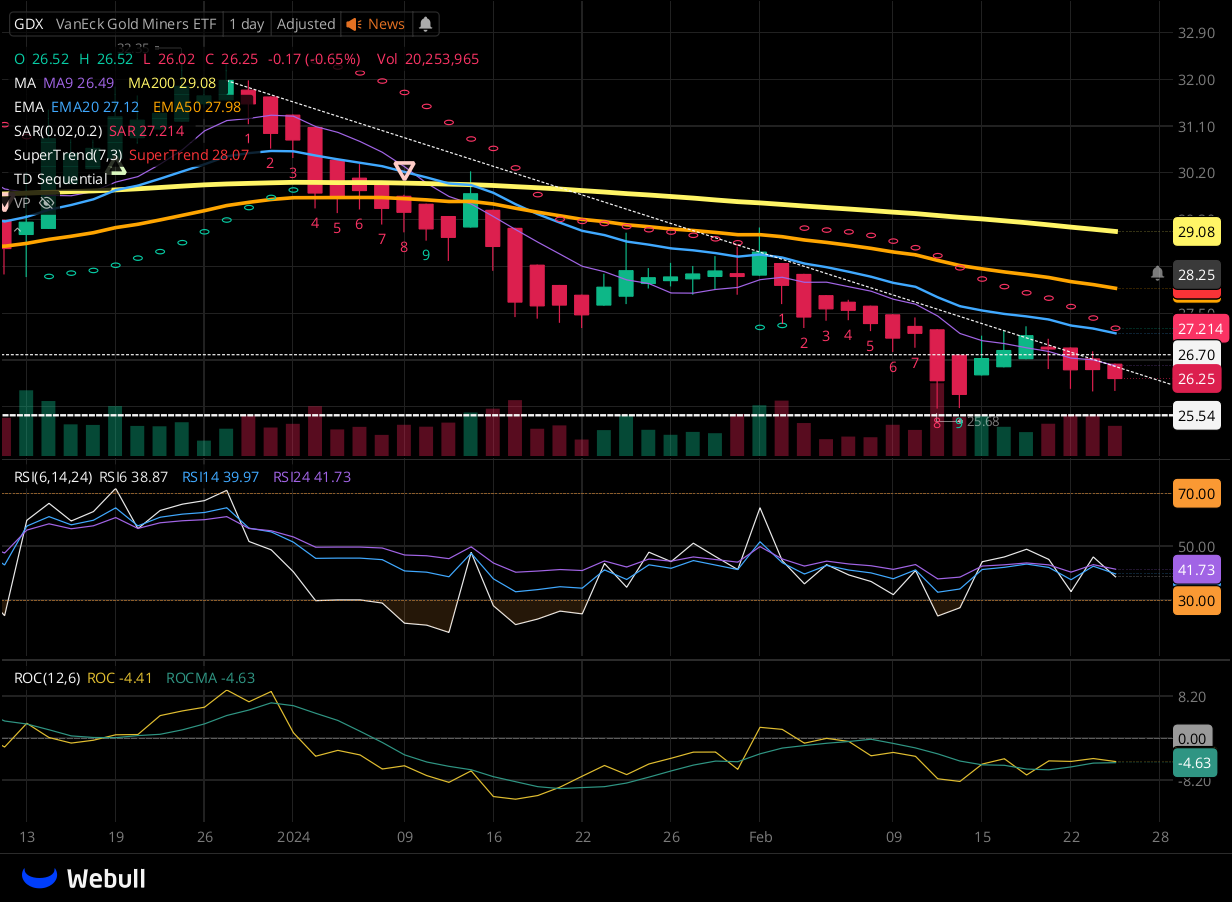 GDX VanEck Gold Miners ETF 1 day Adjusted News
O 26.52 H 26.52 L 26.02 C 26.25 -0.17 (-0.65%) Vol 20,253,965
MA MA9 26.49 MA200 29.08
EMA EMA20 27.12 EMA50 27.98
SAR(0.02,0.2) SAR 27.214
SuperTrend(7,3) SuperTrend 28.07
TD Sequential
VP
32.90
32.00
31.10
30.20
29.08
28.25
27.214
26.70
26.25
25.54
1 2 3 4 5 6 7 8 9
1 2 3 4 5 6 7 8 9
25.68
RSI(6,14,24) RSI6 38.87 RSI14 39.97 RSI24 41.73
70.00
50.00
41.73
30.00
ROC(12,6) ROC -4.41 ROCMA -4.63
8.20
0.00
-4.63
-8.20
13 19 26 2024 09 16 22 26 Feb 09 15 22 28
Webull